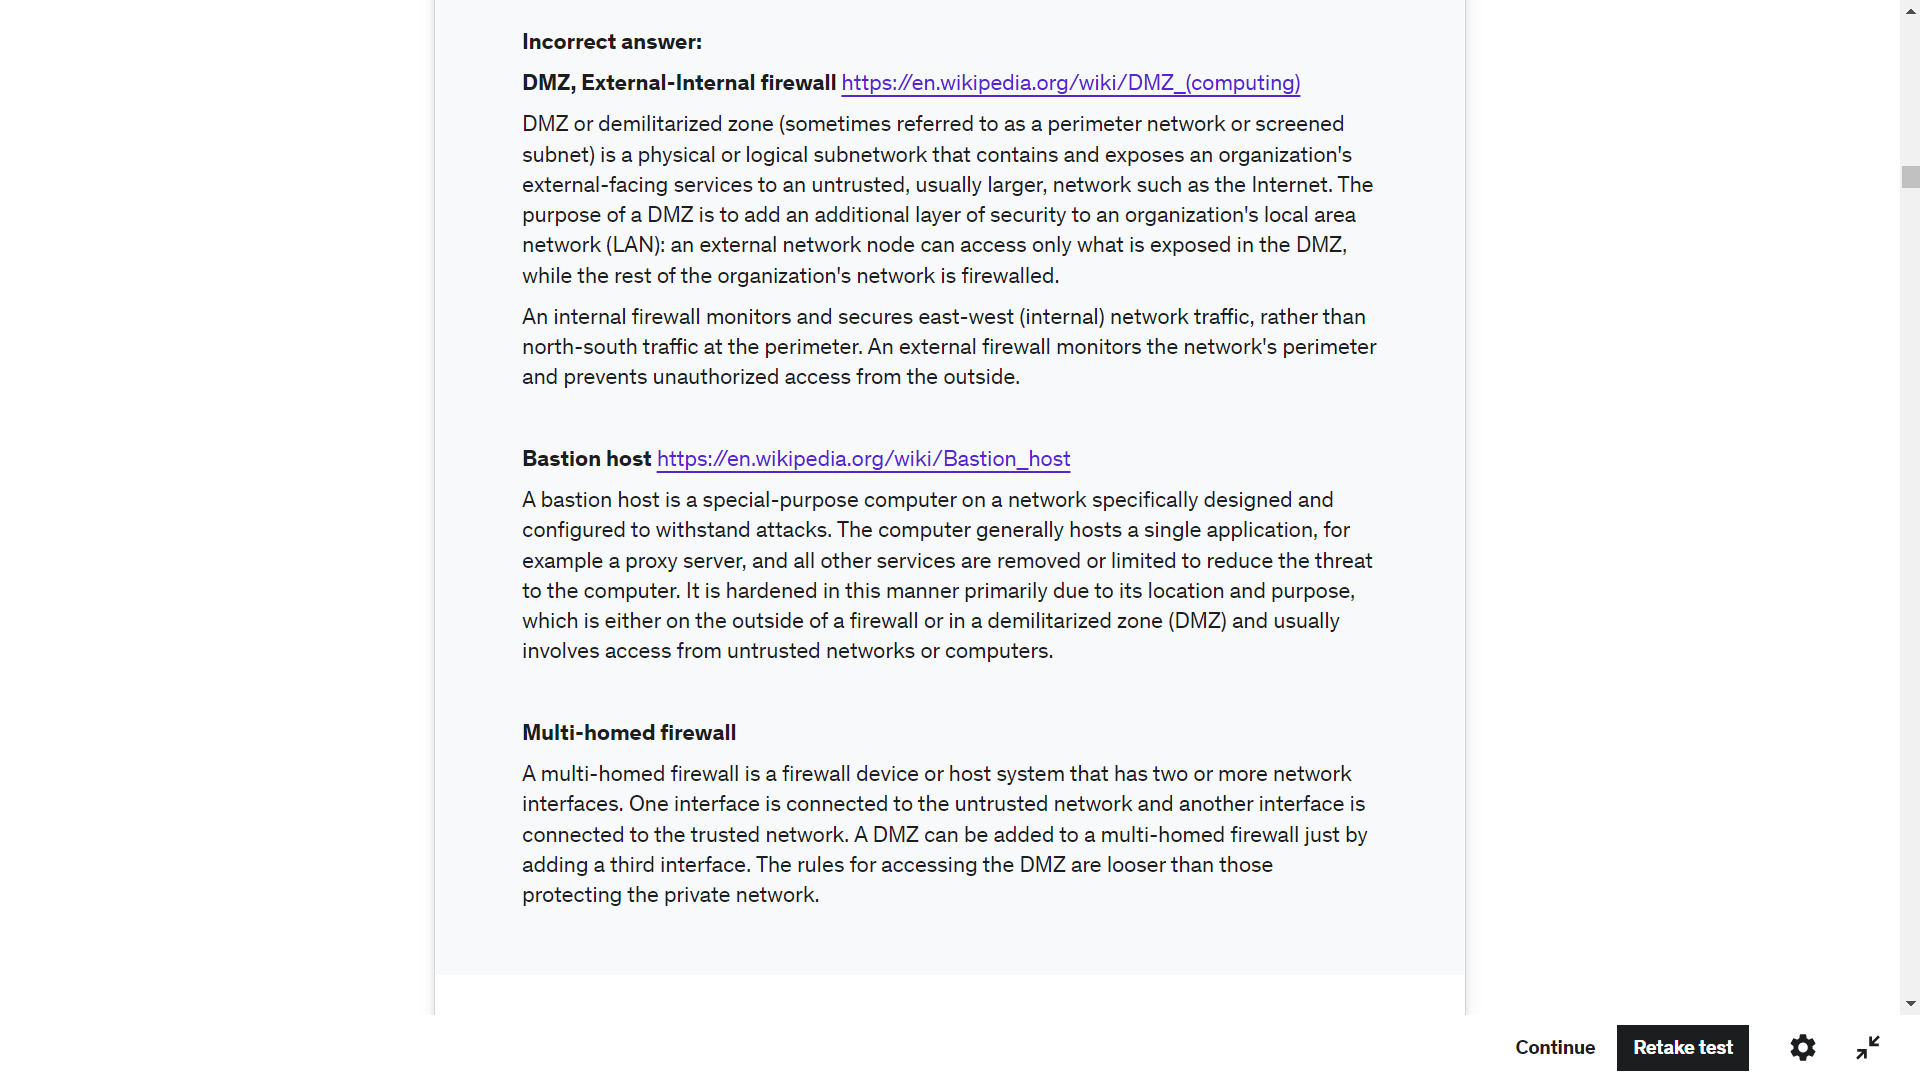 Incorrect answer:
DMZ, External-Internal firewall https://en.wikipedia.org/wiki/DMZ_(computing)
DMZ or demilitarized zone (sometimes referred to as a perimeter network or screened
subnet) is a physical or logical subnetwork that contains and exposes an organization's
external-facing services to an untrusted, usually larger, network such as the Internet. The
purpose of a DMZ is to add an additional layer of security to an organization's local area
network (LAN): an external network node can access only what is exposed in the DMZ,
while the rest of the organization's network is firewalled.
An internal firewall monitors and secures east-west (internal) network traffic, rather than
north-south traffic at the perimeter. An external firewall monitors the network's perimeter
and prevents unauthorized access from the outside.
Bastion host https://en.wikipedia.org/wiki/Bastion_host
A bastion host is a special-purpose computer on a network specifically designed and
configured to withstand attacks. The computer generally hosts a single application, for
example a proxy server, and all other services are removed or limited to reduce the threat
to the computer. It is hardened in this manner primarily due to its location and purpose,
which is either on the outside of a firewall or in a demilitarized zone (DMZ) and usually
involves access from untrusted networks or computers.
Multi-homed firewall
A multi-homed firewall is a firewall device or host system that has two or more network
interfaces. One interface is connected to the untrusted network and another interface is
connected to the trusted network. A DMZ can be added to a multi-homed firewall just by
adding a third interface. The rules for accessing the DMZ are looser than those
protecting the private network.
Continue
Retake test